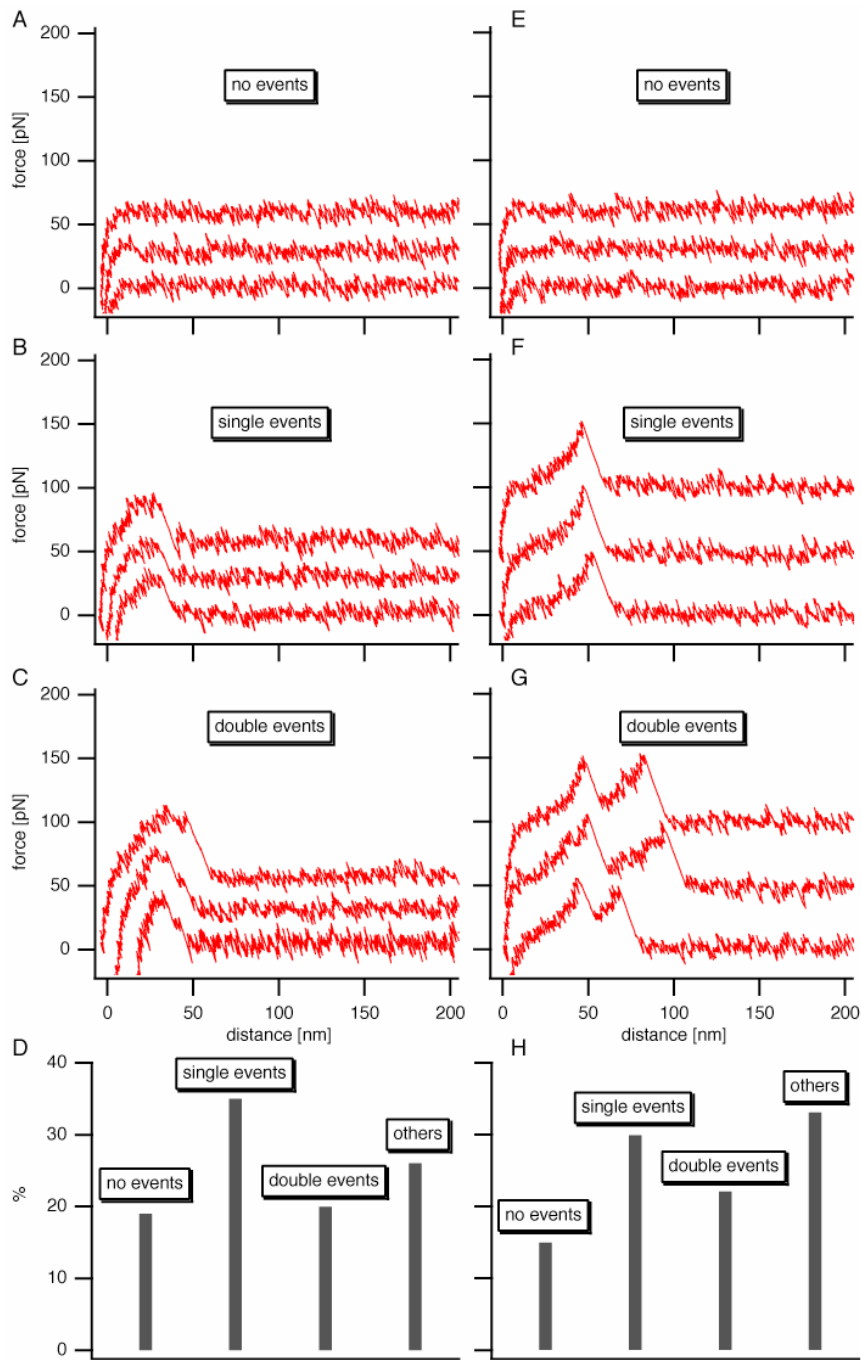 A
E
200
150
100
50
0
force [pN]
no events
no events
B
F
200
150
100
50
0
force [pN]
single events
single events
C
G
200
150
100
50
0
force [pN]
double events
double events
0 50 100 150 200
0 50 100 150 200
distance [nm]
distance [nm]
D
H
40
30
20
10
0
%
no events
single events
double events
others
no events
single events
double events
others